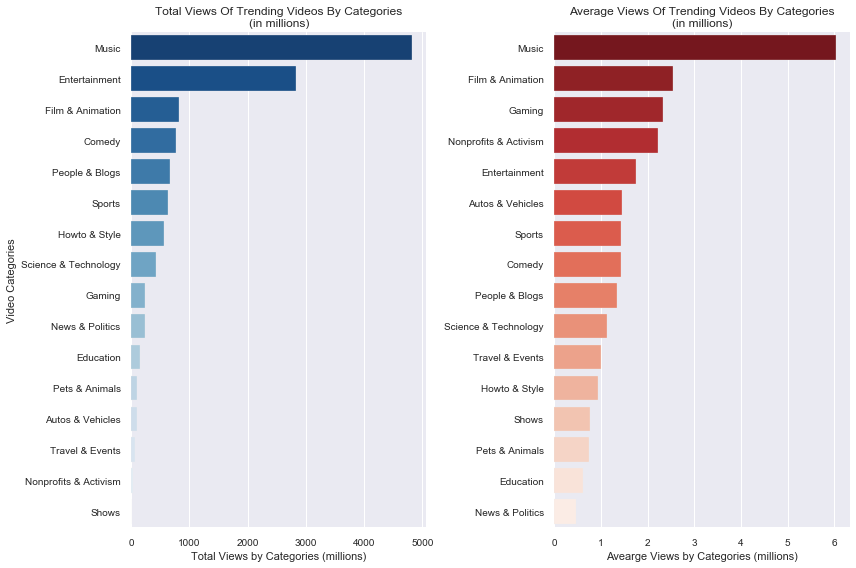 Total Views Of Trending Videos By Categories
(in millions)
Video Categories
Music
Entertainment
Film & Animation
Comedy
People & Blogs
Sports
Howto & Style
Science & Technology
Gaming
News & Politics
Education
Pets & Animals
Autos & Vehicles
Travel & Events
Nonprofits & Activism
Shows
0 1000 2000 3000 4000 5000
Total Views by Categories (millions)
Average Views Of Trending Videos By Categories
(in millions)
Music
Film & Animation
Gaming
Nonprofits & Activism
Entertainment
Autos & Vehicles
Sports
Comedy
People & Blogs
Science & Technology
Travel & Events
Howto & Style
Shows
Pets & Animals
Education
News & Politics
0 1 2 3 4 5 6
Avearge Views by Categories (millions)